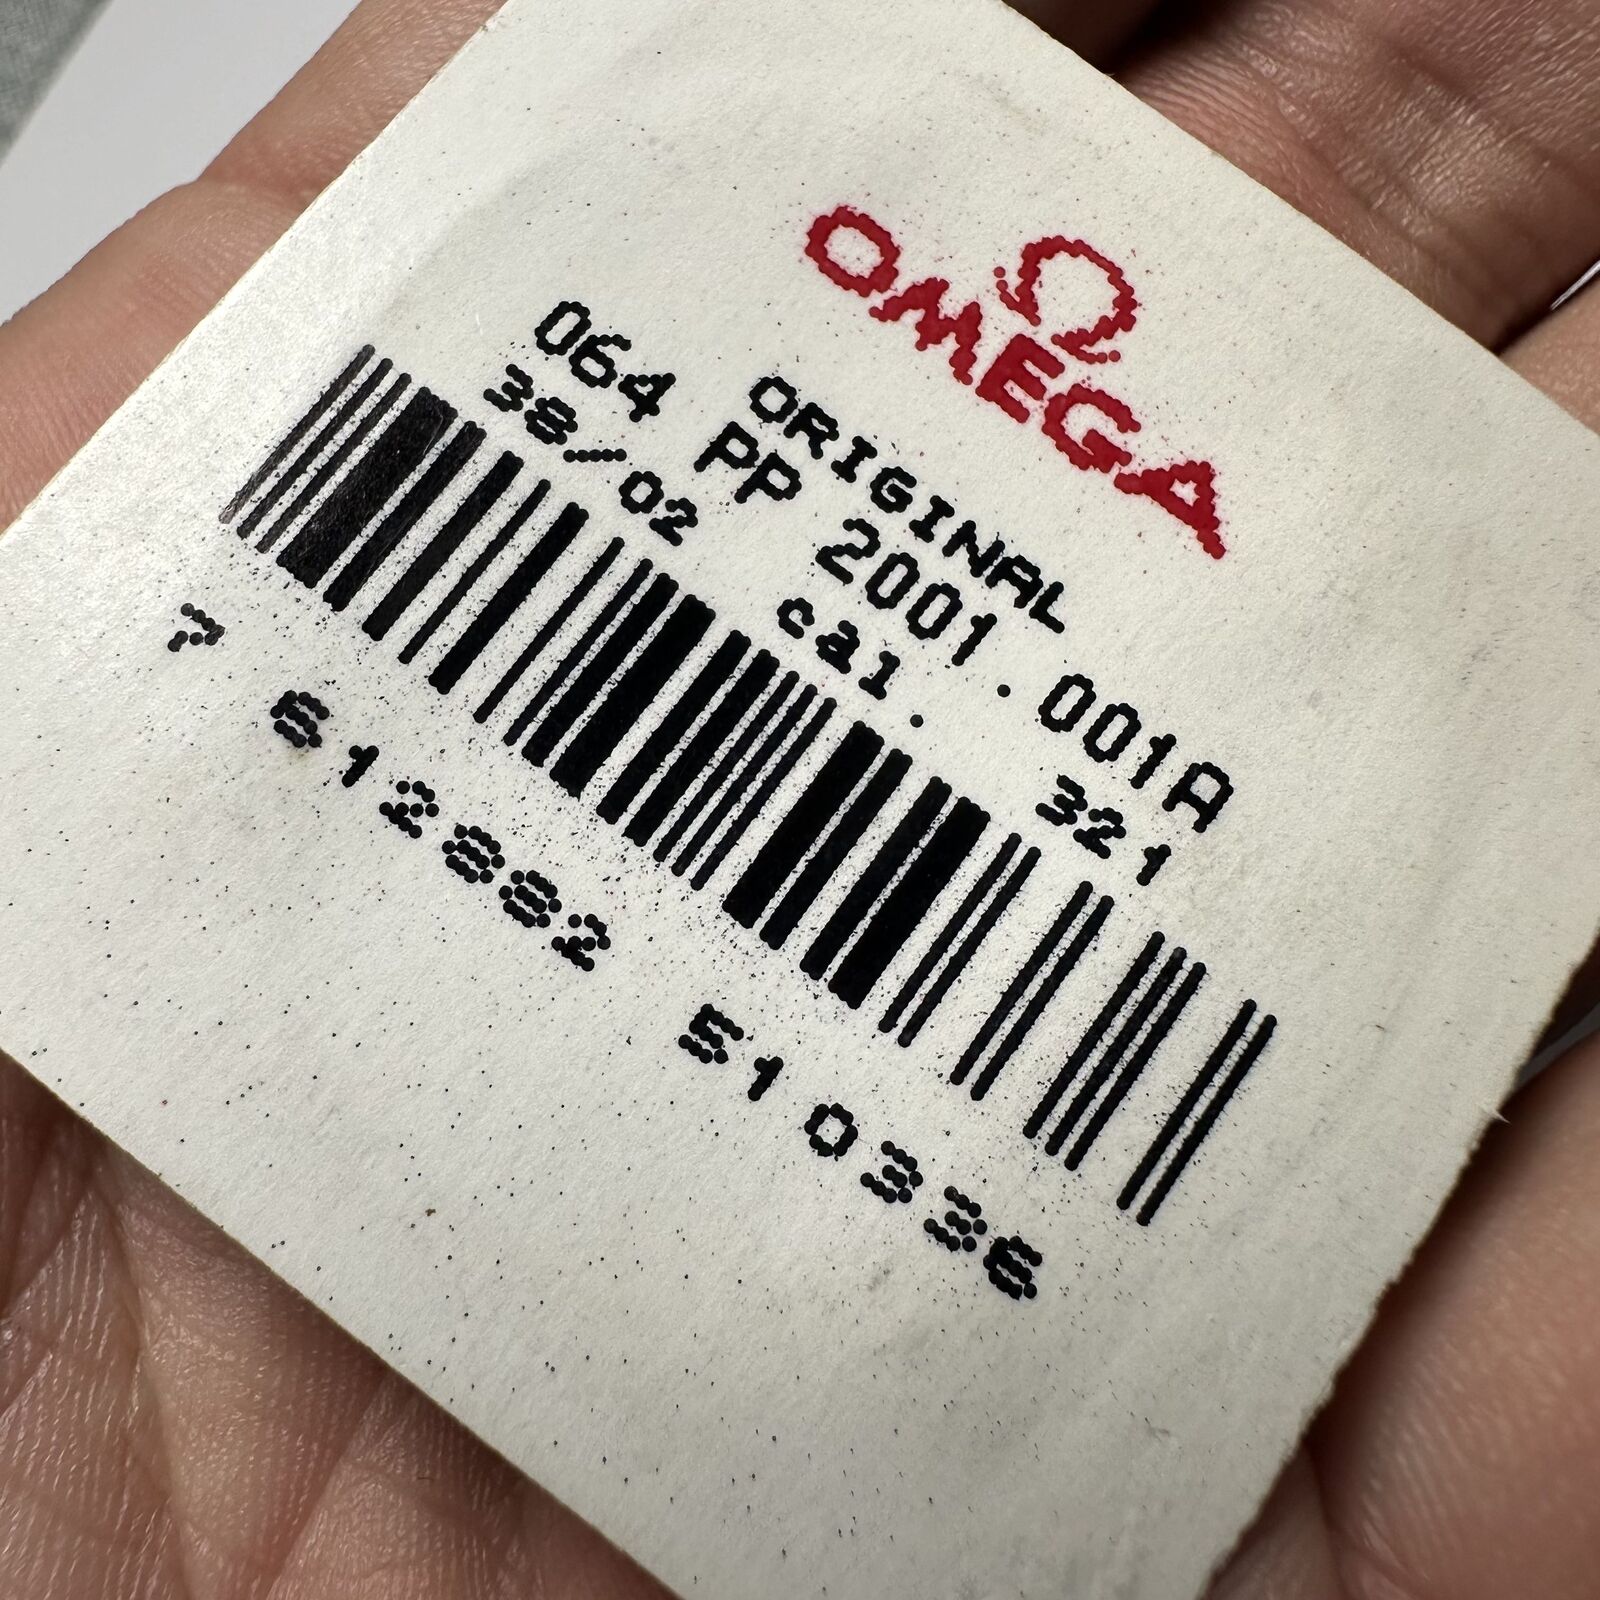 Ω
OMEGA
ORIGINAL
064 PP 2001 . 001A
38/02 cal. 321
7 612882 510336